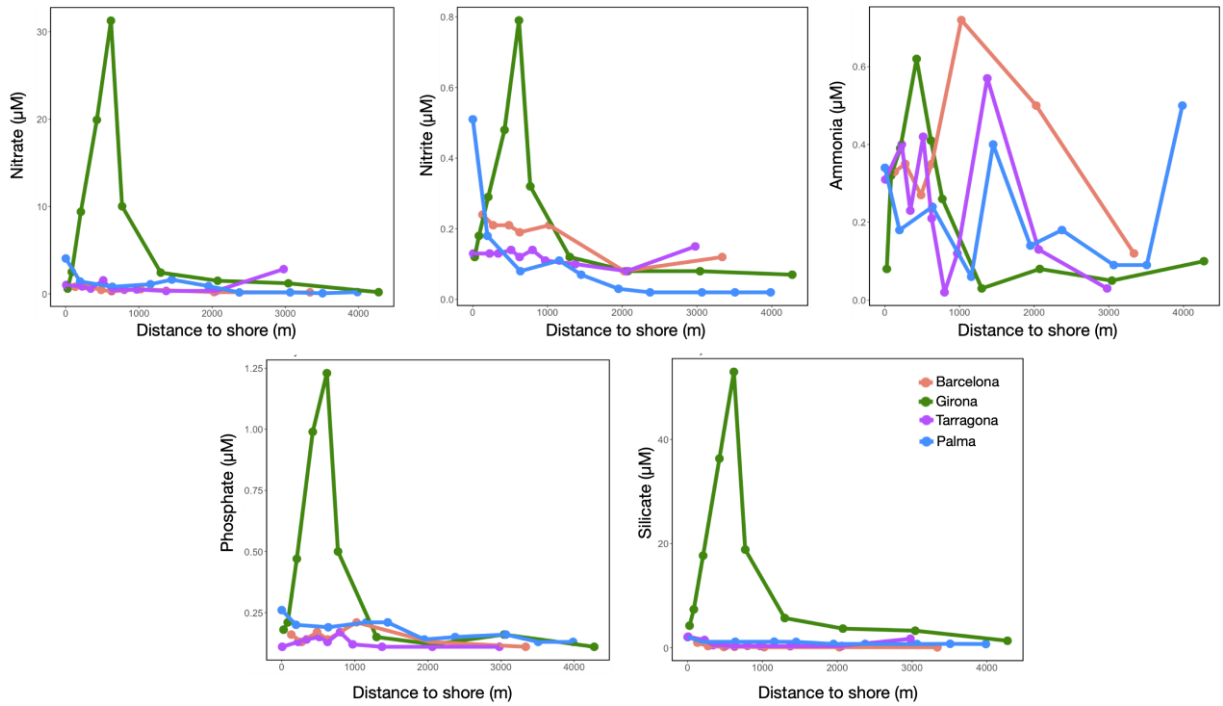 Nitrate (µM)
30
20
10
0
0 1000 2000 3000 4000
Distance to shore (m)
Nitrite (µM)
0.8
0.6
0.4
0.2
0.0
0 1000 2000 3000 4000
Distance to shore (m)
Ammonia (µM)
0.6
0.4
0.2
0.0
0 1000 2000 3000 4000
Distance to shore (m)
Phosphate (µM)
1.25
1.00
0.75
0.50
0.25
0 1000 2000 3000 4000
Distance to shore (m)
Silicate (µM)
40
20
0
0 1000 2000 3000 4000
Distance to shore (m)
Barcelona
Girona
Tarragona
Palma